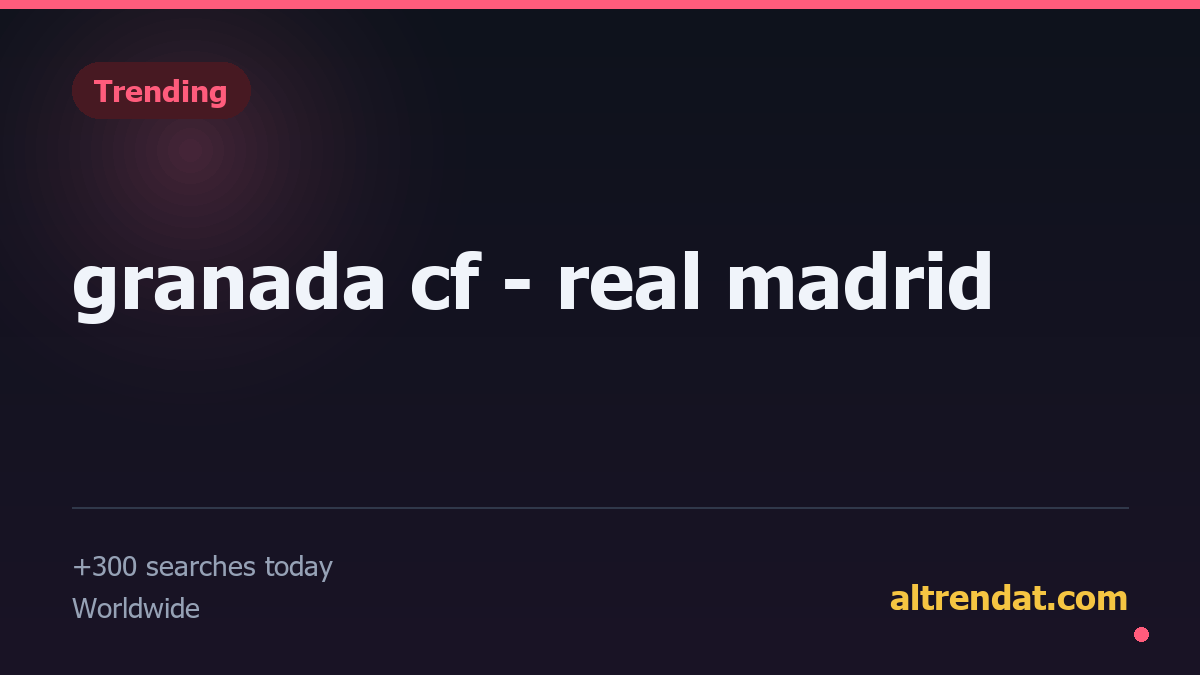 Trending
granada cf - real madrid
+300 searches today
Worldwide
altrendat.com